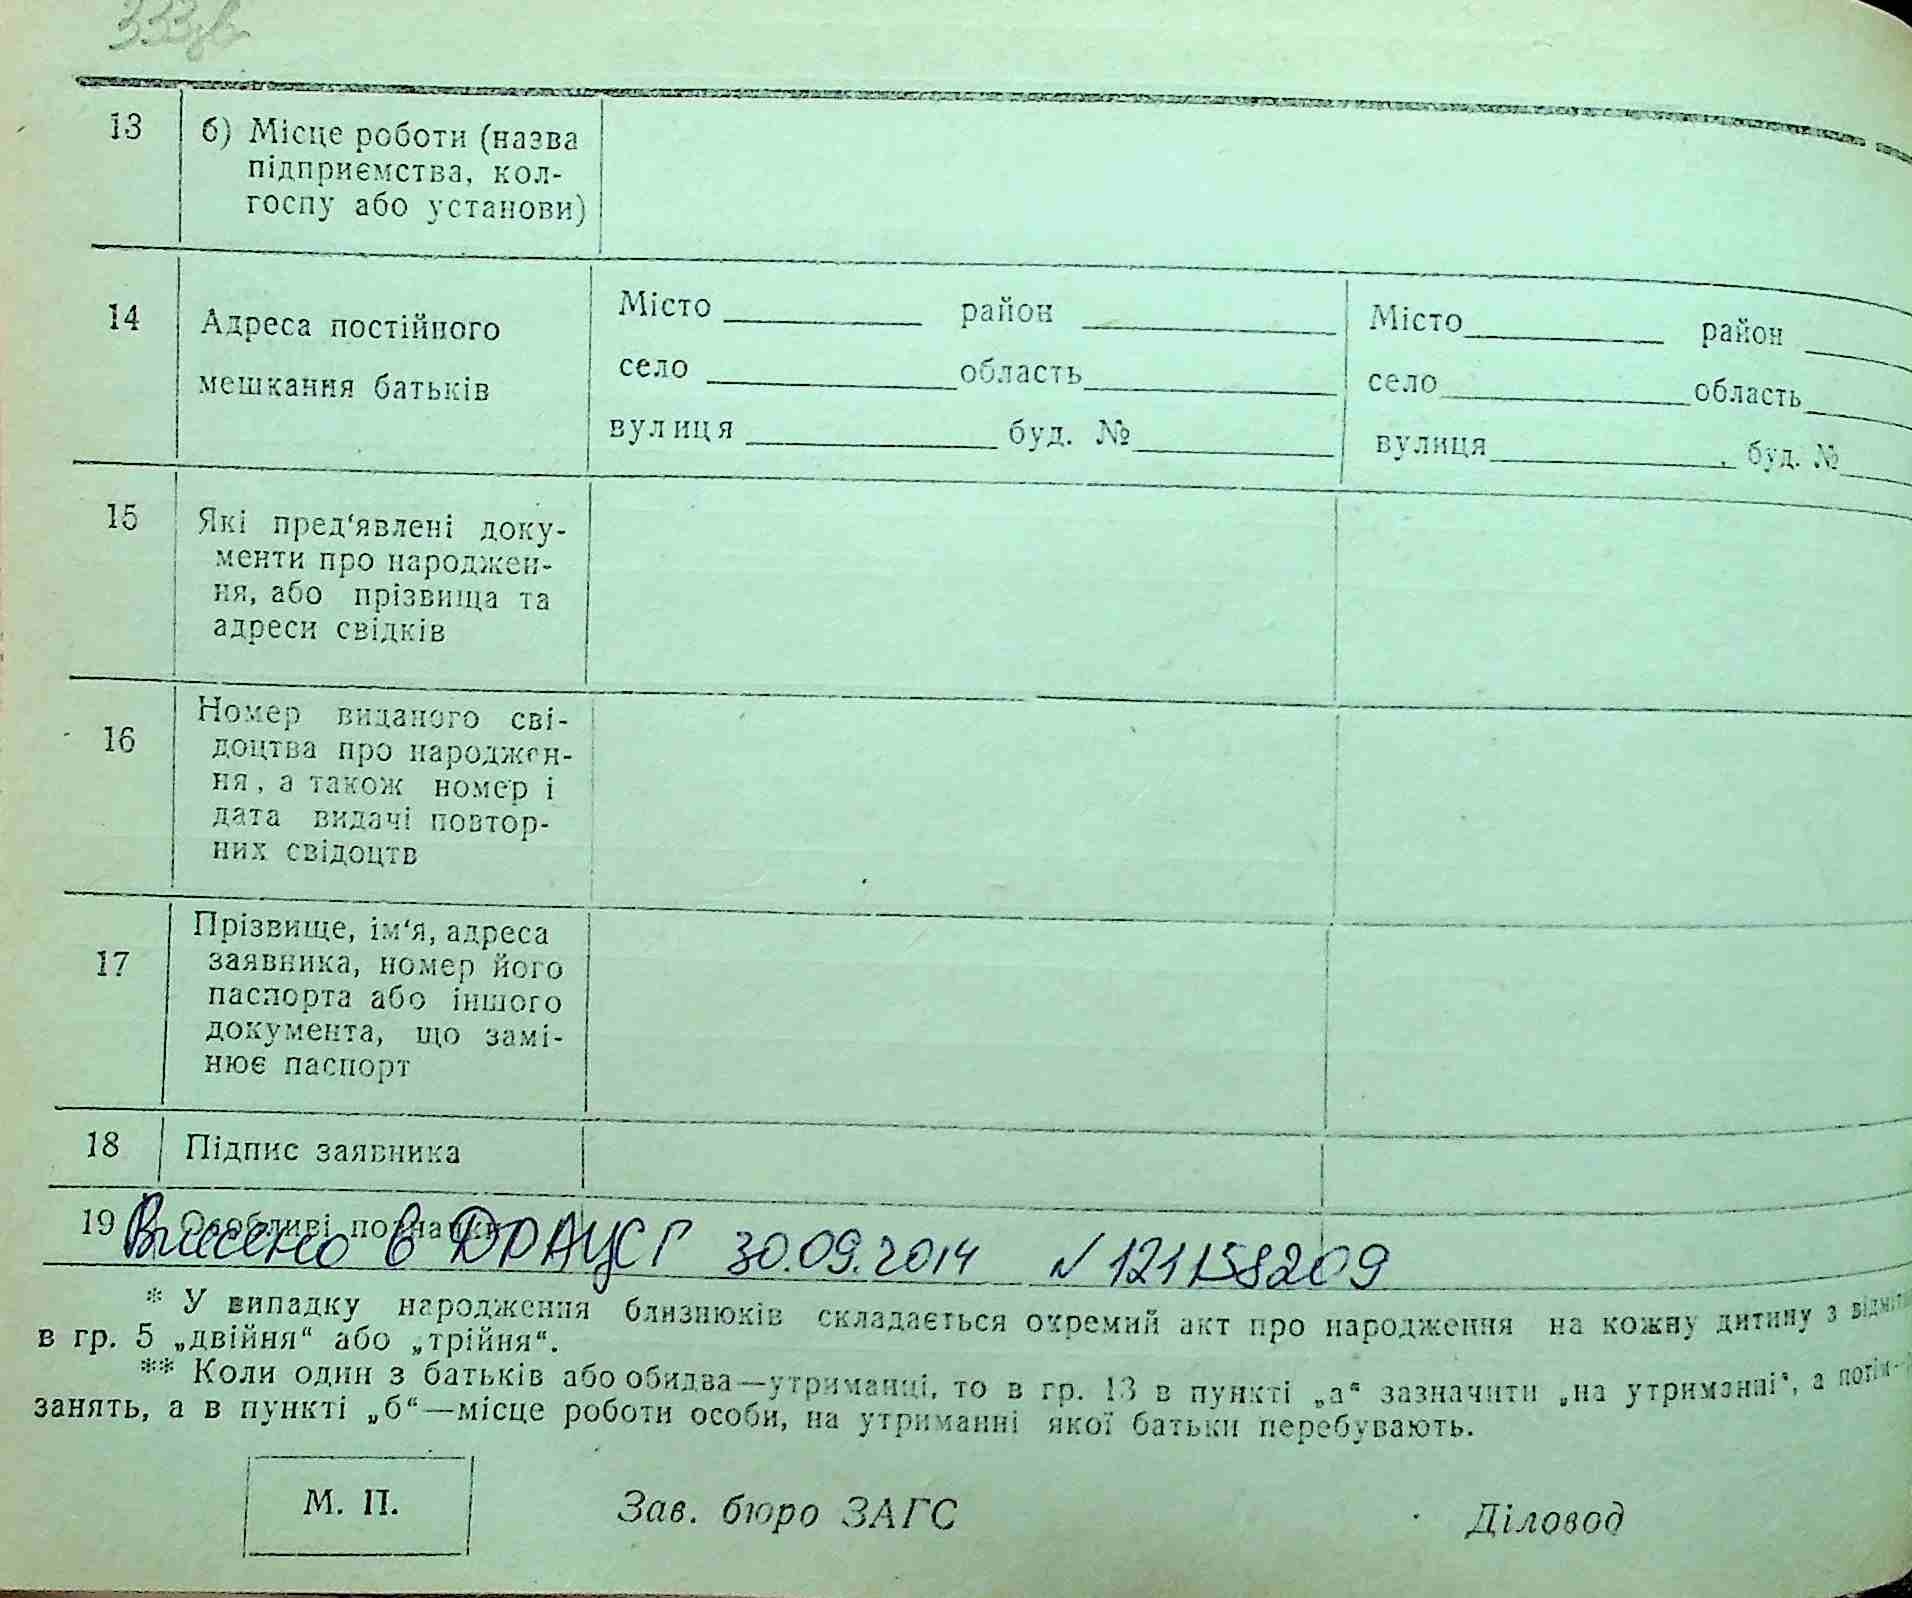 333зв
13 б) Місце роботи (назва
підприємства, кол-
госпу або установи)
14 Адреса постійного
мешкання батьків
Місто район Місто район
село область село область
вулиця буд. № вулиця буд. №
15 Які пред‘явлені доку-
менти про народжен-
ня, або прізвища та
адреси свідків
16 Номер виданого сві-
доцтва про народжен-
ня, а також номер і
дата видачі повтор-
них свідоцтв
17 Прізвище, ім‘я, адреса
заявника, номер його
паспорта або іншого
документа, що замі-
нює паспорт
18 Підпис заявника
19 Особливі позначки
Внесено в ДРАЦСГ 30.09.2014 № 121158209
* У випадку народження близнюків складається окремий акт про народження на кожну дитину з
в гр. 5 „двійня“ або „трійня“.
** Коли один з батьків або обидва—утриманці, то в гр. 13 в пункті „а“ зазначити „на утриманні“, а потім—
занять, а в пункті „б“—місце роботи особи, на утриманні якої батьки перебувають.
М. П. Зав. бюро ЗАГС Діловод